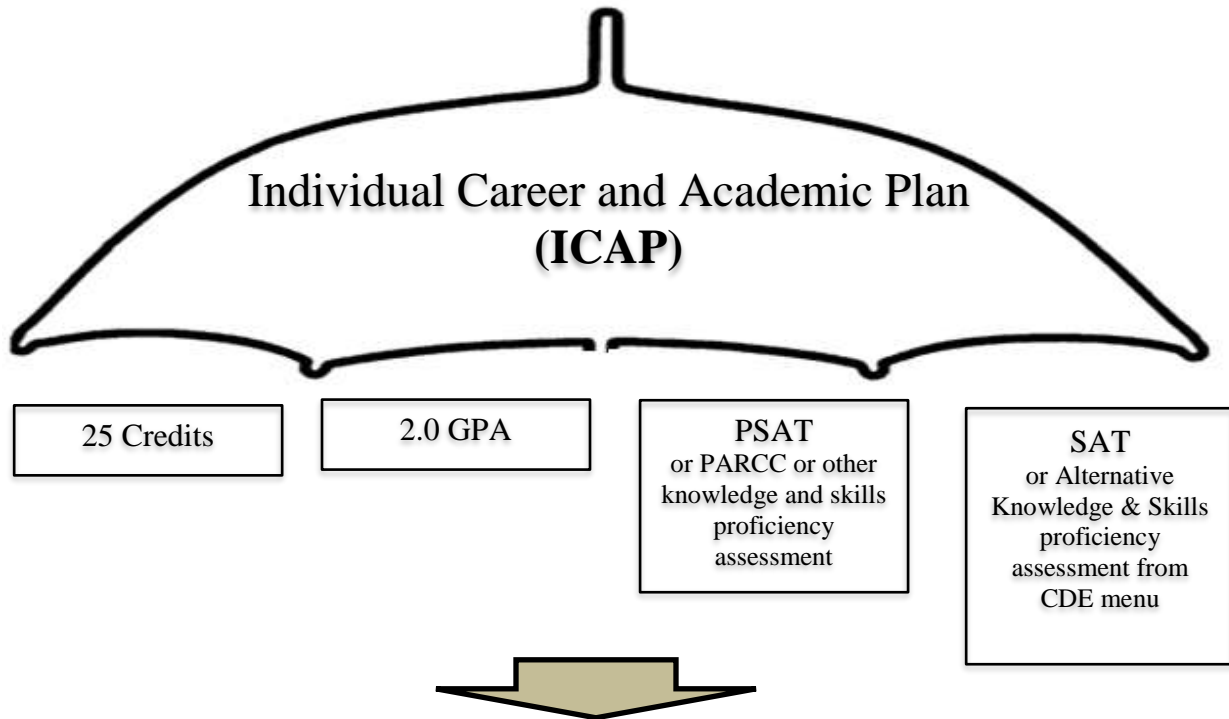 Individual Career and Academic Plan
(ICAP)
25 Credits
2.0 GPA
PSAT
or PARCC or other
knowledge and skills
proficiency
assessment
SAT
or Alternative
Knowledge & Skills
proficiency
assessment from
CDE menu